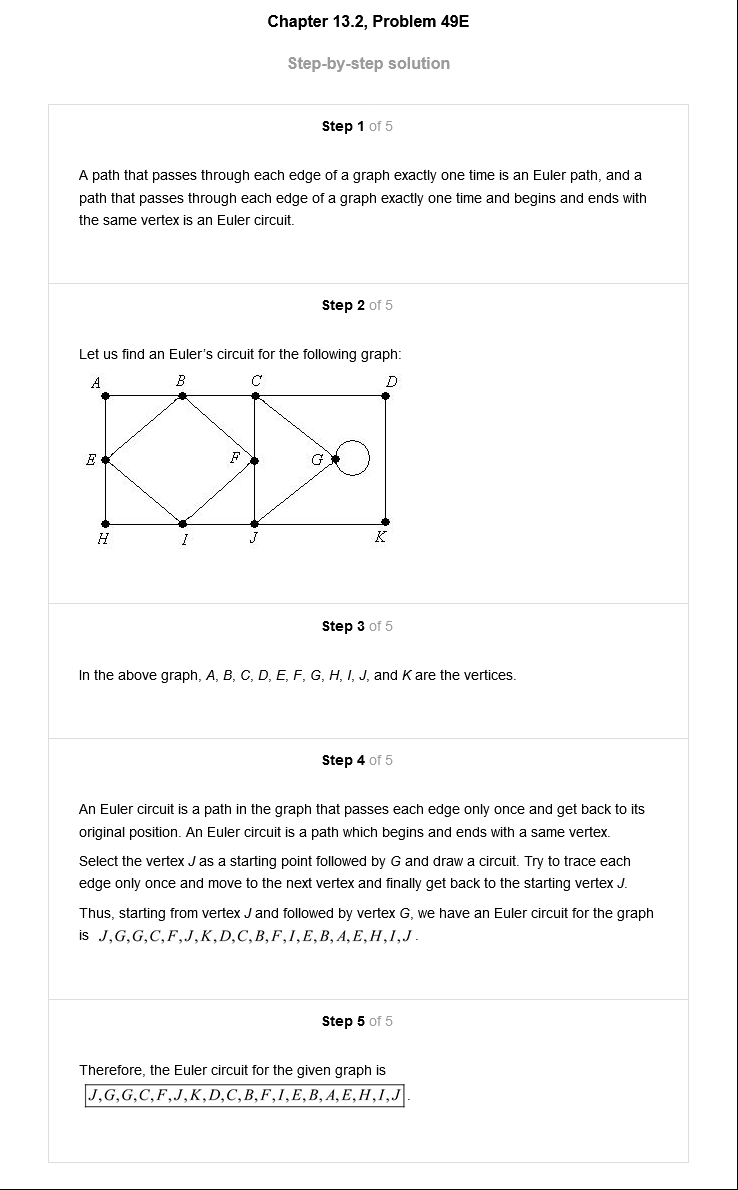 Chapter 13.2, Problem 49E
Step-by-step solution
Step 1 of 5
A path that passes through each edge of a graph exactly one time is an Euler path, and a
path that passes through each edge of a graph exactly one time and begins and ends with
the same vertex is an Euler circuit.
Step 2 of 5
Let us find an Euler's circuit for the following graph:
A B C D
E F G
H I J K
Step 3 of 5
In the above graph, A, B, C, D, E, F, G, H, I, J, and K are the vertices.
Step 4 of 5
An Euler circuit is a path in the graph that passes each edge only once and get back to its
original position. An Euler circuit is a path which begins and ends with a same vertex.
Select the vertex J as a starting point followed by G and draw a circuit. Try to trace each
edge only once and move to the next vertex and finally get back to the starting vertex J.
Thus, starting from vertex J and followed by vertex G, we have an Euler circuit for the graph
is J,G,G,C,F,J,K,D,C,B,F,I,E,B,A,E,H,I,J.
Step 5 of 5
Therefore, the Euler circuit for the given graph is
J,G,G,C,F,J,K,D,C,B,F,I,E,B,A,E,H,I,J.